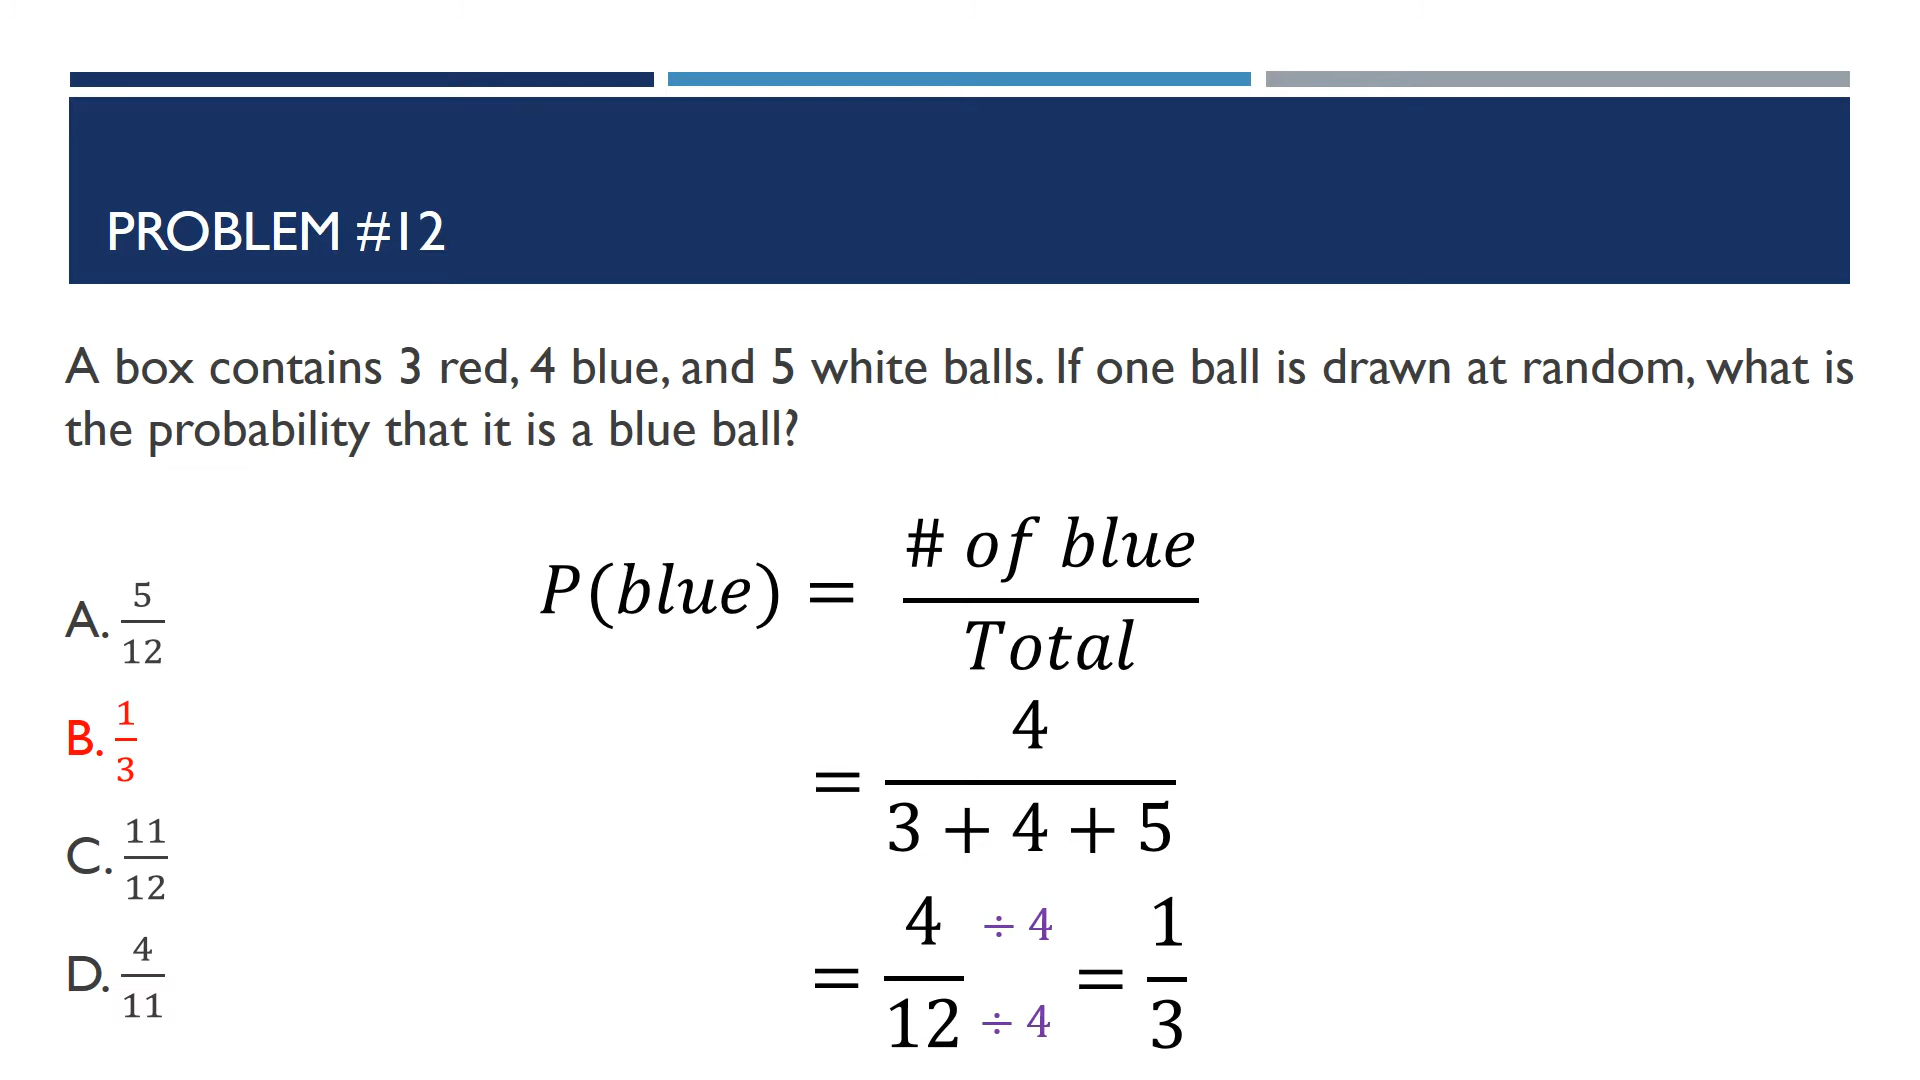 PROBLEM #12
A box contains 3 red, 4 blue, and 5 white balls. If one ball is drawn at random, what is
the probability that it is a blue ball?
A. 5/12
B. 1/3
C. 11/12
D. 4/11
P(blue) = # of blue / Total
= 4 / 3 + 4 + 5
= 4 ÷ 4 / 12 ÷ 4 = 1/3